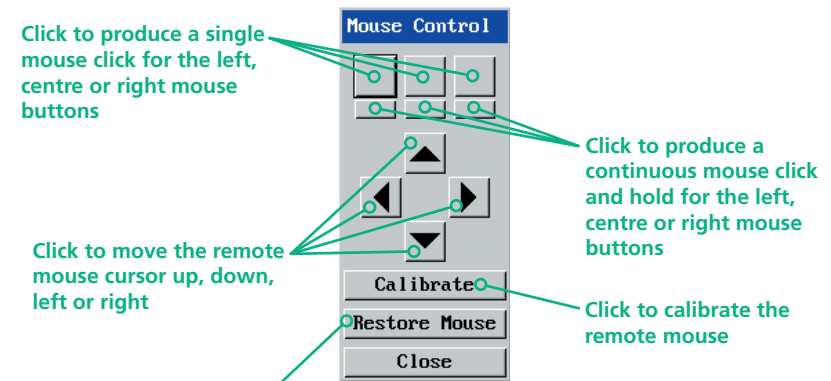 Click to produce a single
mouse click for the left,
centre or right mouse
buttons
Mouse Control
Click to produce a
continuous mouse click
and hold for the left,
centre or right mouse
buttons
Click to move the remote
mouse cursor up, down,
left or right
Calibrate
Click to calibrate the
remote mouse
Restore Mouse
Close